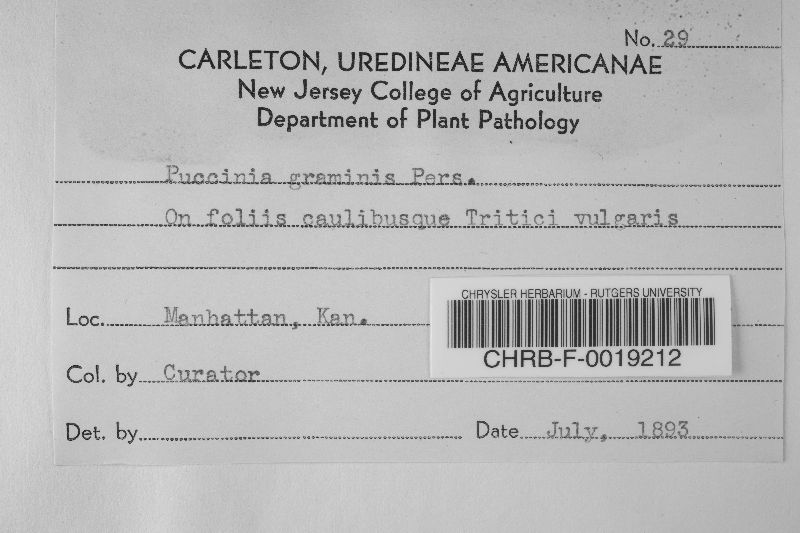 No. 29
CARLETON, UREDINEAE AMERICANAE
New Jersey College of Agriculture
Department of Plant Pathology
Puccinia graminis Pers.
On foliis caulibusque Tritici vulgaris
CHRYSLER HERBARIUM - RUTGERS UNIVERSITY
Loc. Manhattan, Kan.
CHRB-F-0019212
Col. by Curator
Det. by Date July, 1893